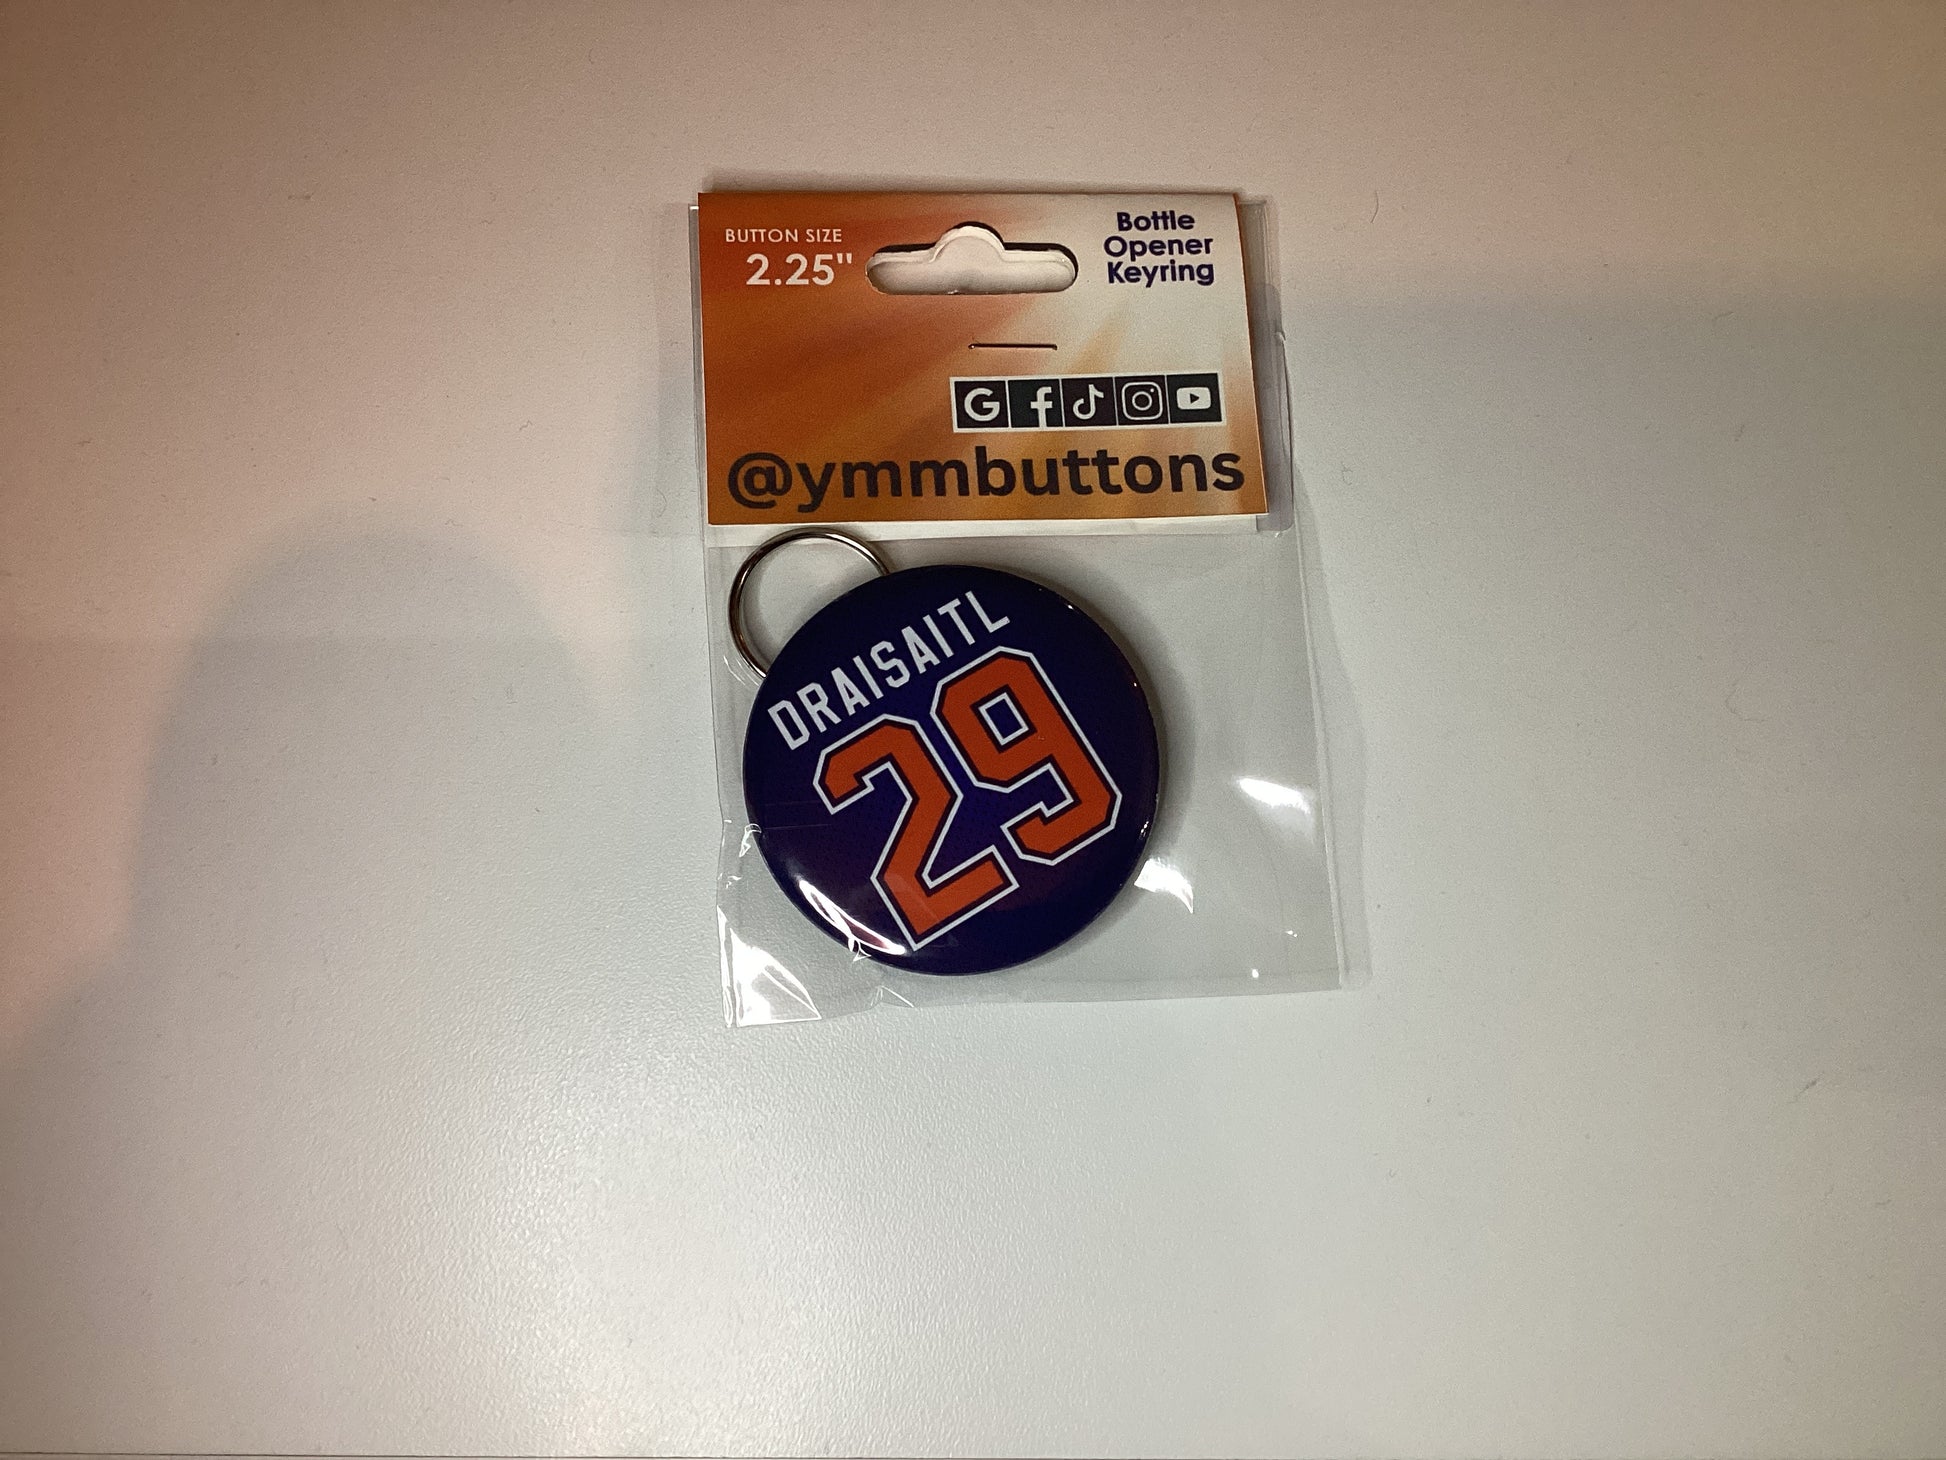 BUTTON SIZE
2.25"
Bottle
Opener
Keyring
@ymmbuttons
DRAISAITL
29